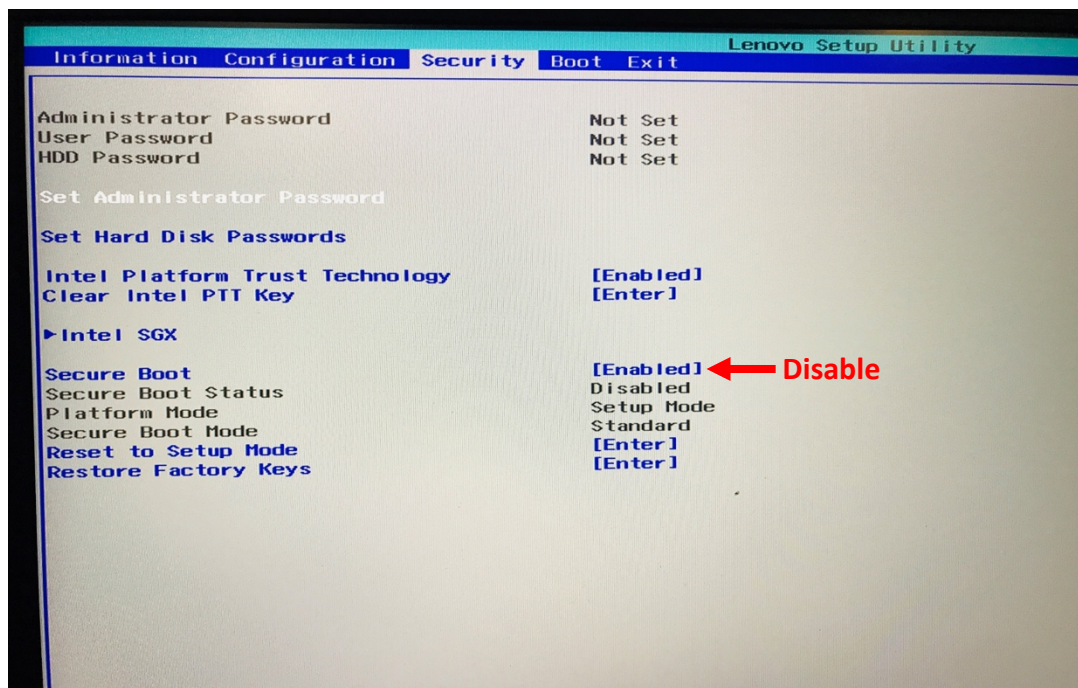 Lenovo Setup Utility
Information Configuration Security Boot Exit
Administrator Password Not Set
User Password Not Set
HDD Password Not Set
Set Administrator Password
Set Hard Disk Passwords
Intel Platform Trust Technology [Enabled]
Clear Intel PTT Key [Enter]
Intel SGX
Secure Boot [Enabled] Disable
Secure Boot Status Disabled
Platform Mode Setup Mode
Secure Boot Mode Standard
Reset to Setup Mode [Enter]
Restore Factory Keys [Enter]